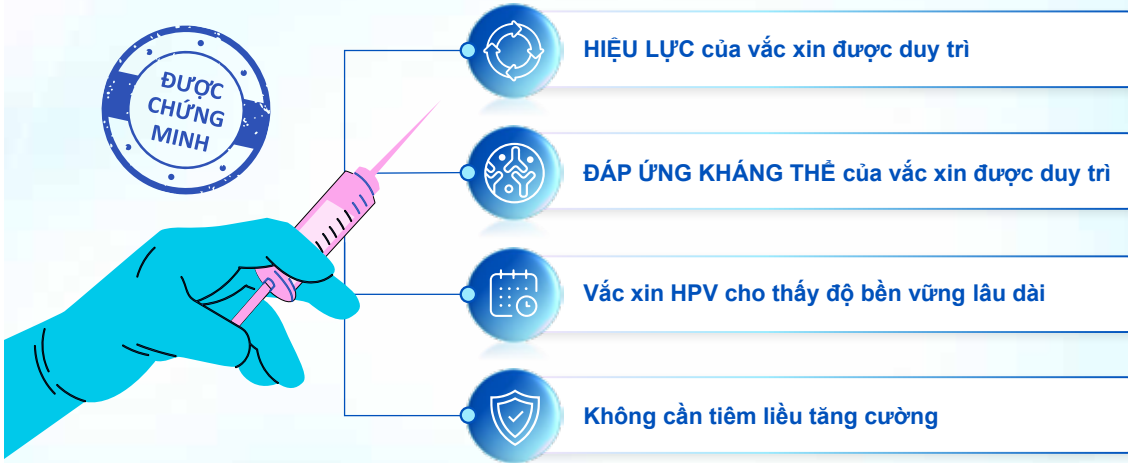 ĐƯỢC
CHỨNG
MINH
HIỆU LỰC của vắc xin được duy trì
ĐÁP ỨNG KHÁNG THỂ của vắc xin được duy trì
Vắc xin HPV cho thấy độ bền vững lâu dài
Không cần tiêm liều tăng cường